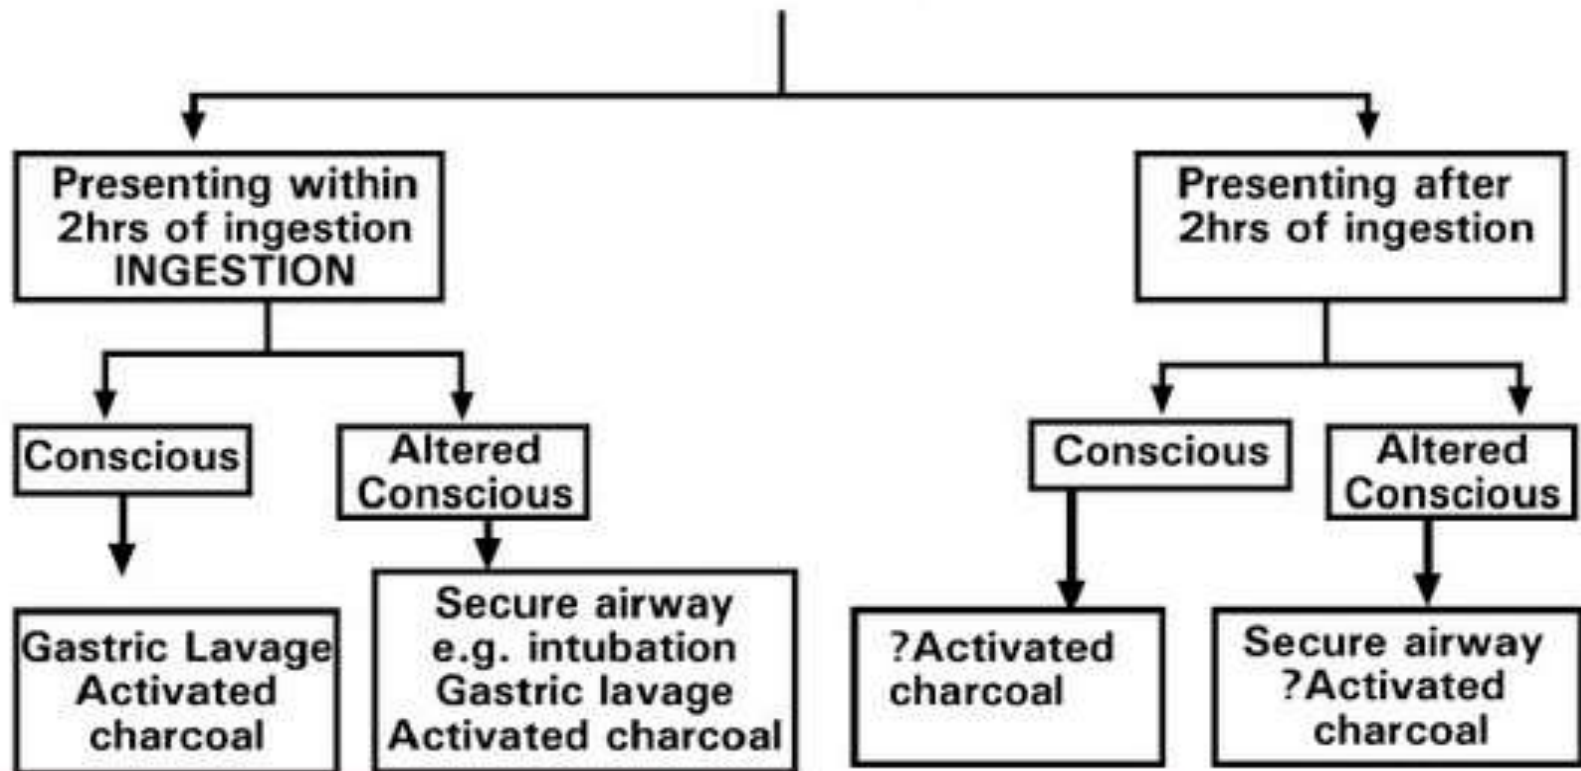 Presenting within
2hrs of ingestion
INGESTION
Presenting after
2hrs of ingestion
Conscious
Altered
Conscious
Conscious
Altered
Conscious
Gastric Lavage
Activated
charcoal
Secure airway
e.g. intubation
Gastric lavage
Activated charcoal
?Activated
charcoal
Secure airway
?Activated
charcoal